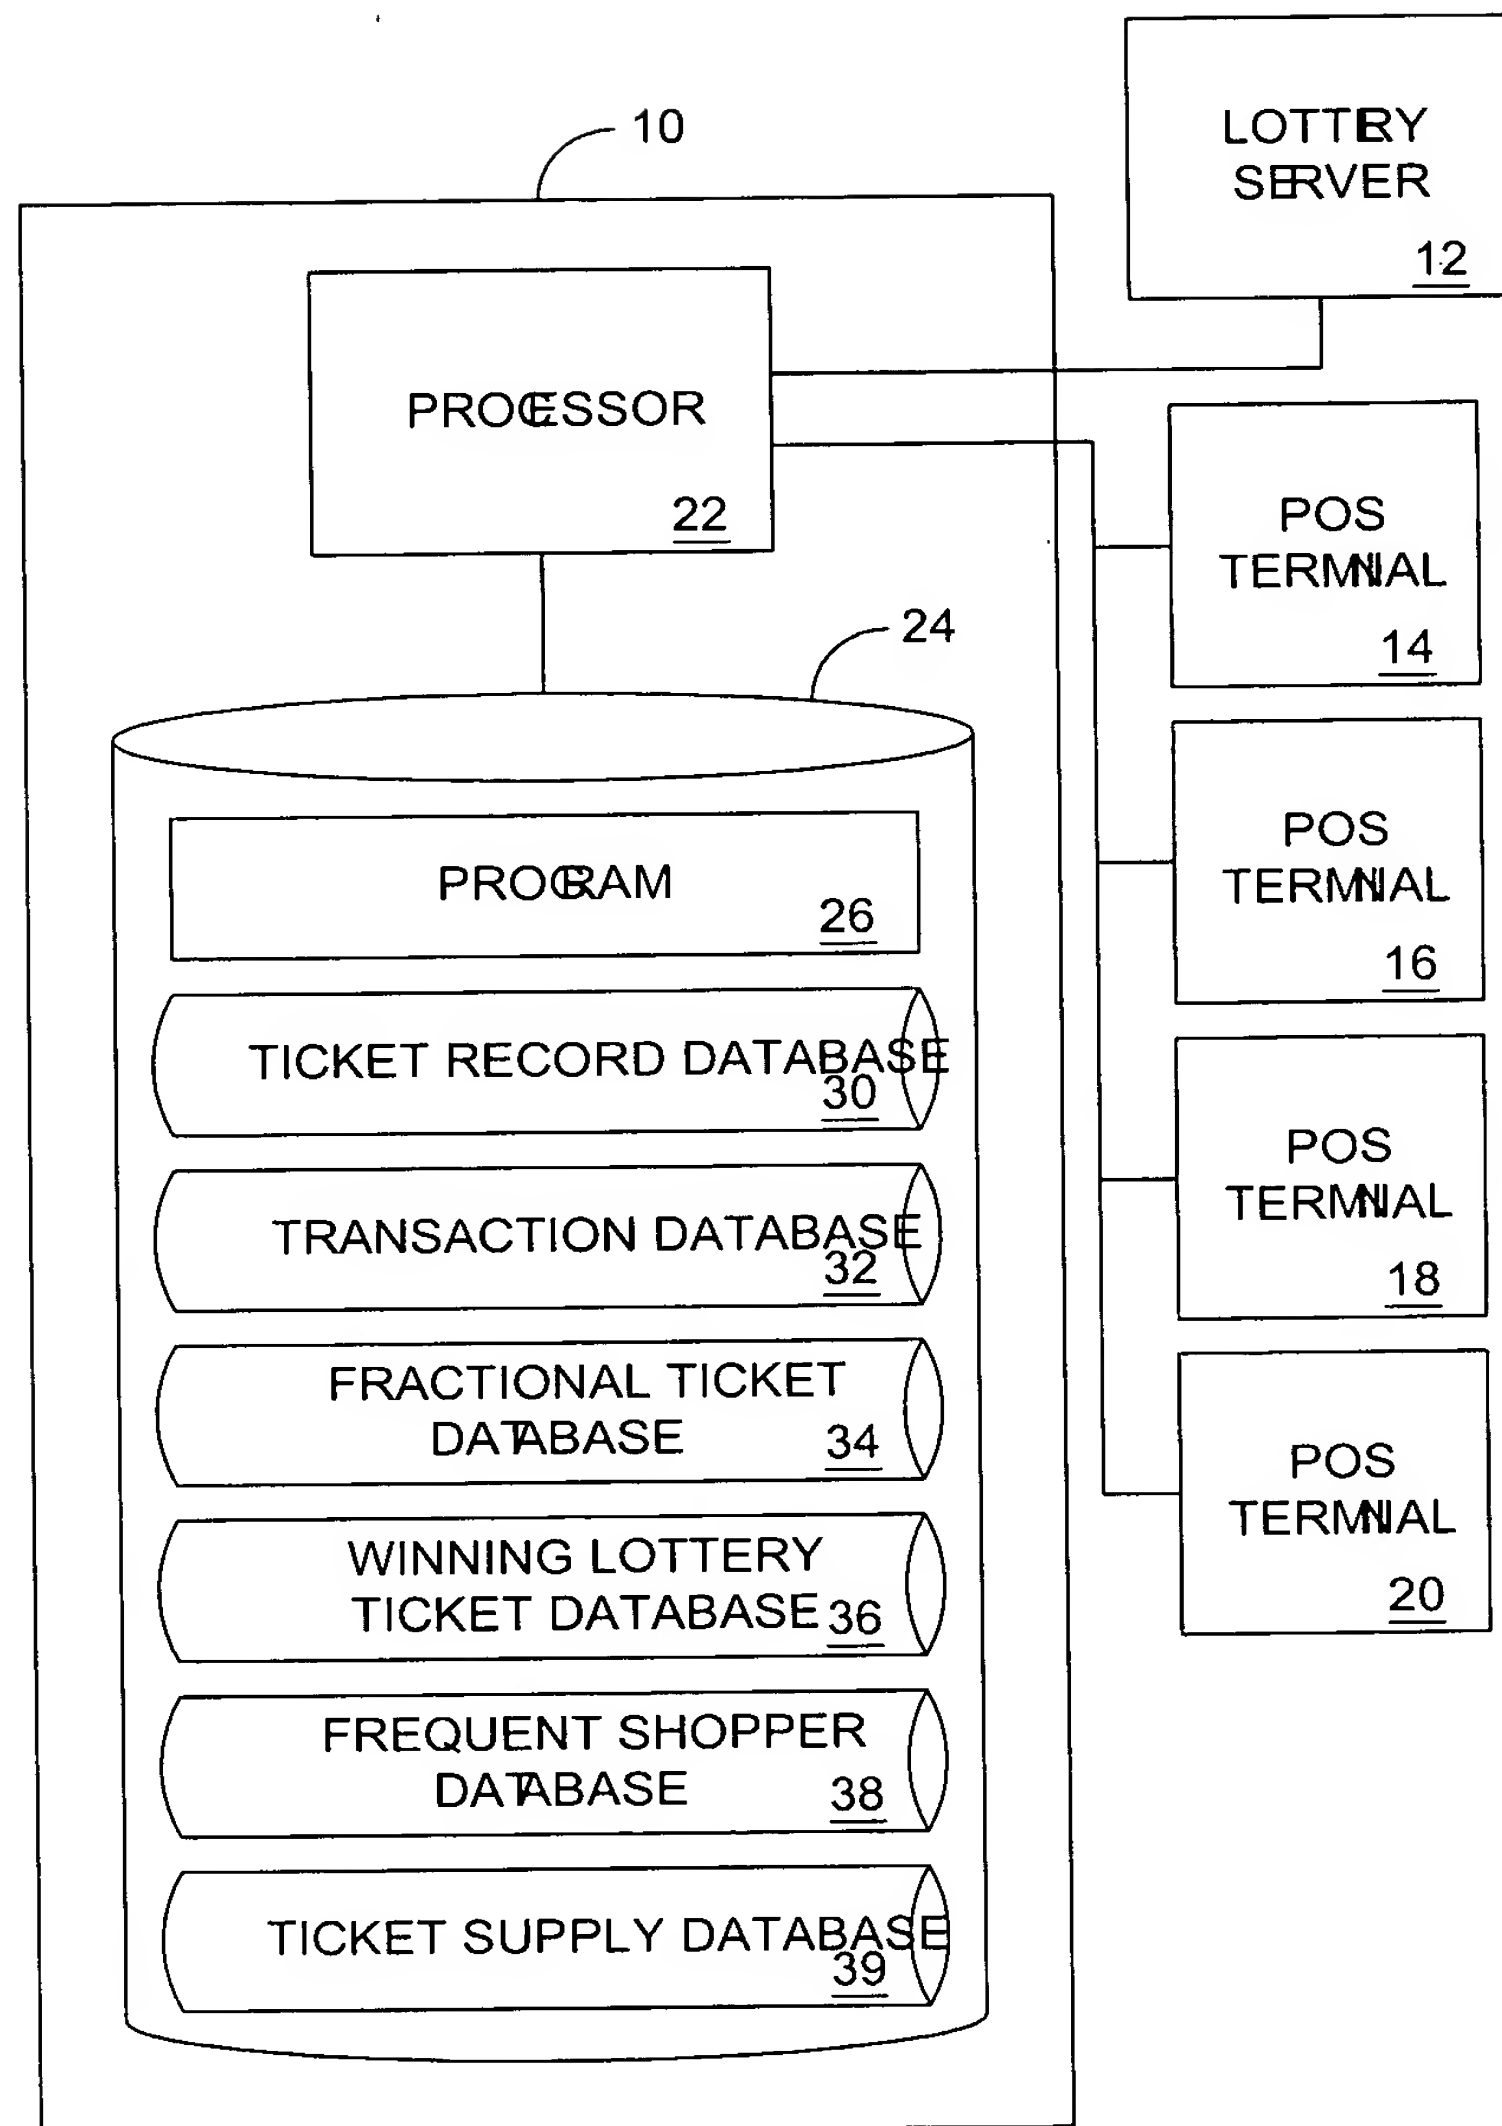 10
LOTTERY
SERVER
12
PROCESSOR
22
POS
TERMINAL
14
24
POS
TERMINAL
16
PROGRAM
26
TICKET RECORD DATABASE
30
POS
TERMINAL
18
TRANSACTION DATABASE
32
FRACTIONAL TICKET
DATABASE 34
POS
TERMINAL
20
WINNING LOTTERY
TICKET DATABASE 36
FREQUENT SHOPPER
DATABASE 38
TICKET SUPPLY DATABASE
39